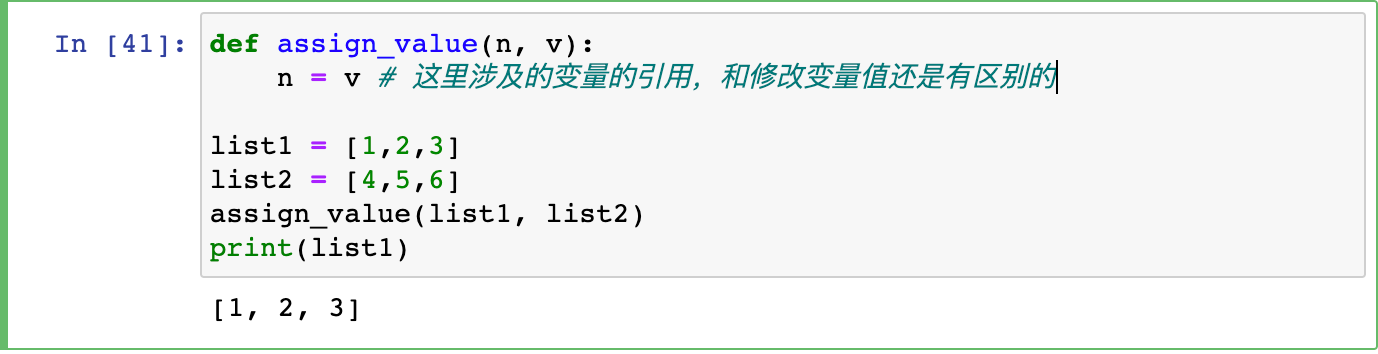 In [41]: def assign_value(n, v):
    n = v # 这里涉及的变量的引用，和修改变量值还是有区别的
list1 = [1,2,3]
list2 = [4,5,6]
assign_value(list1, list2)
print(list1)
[1, 2, 3]